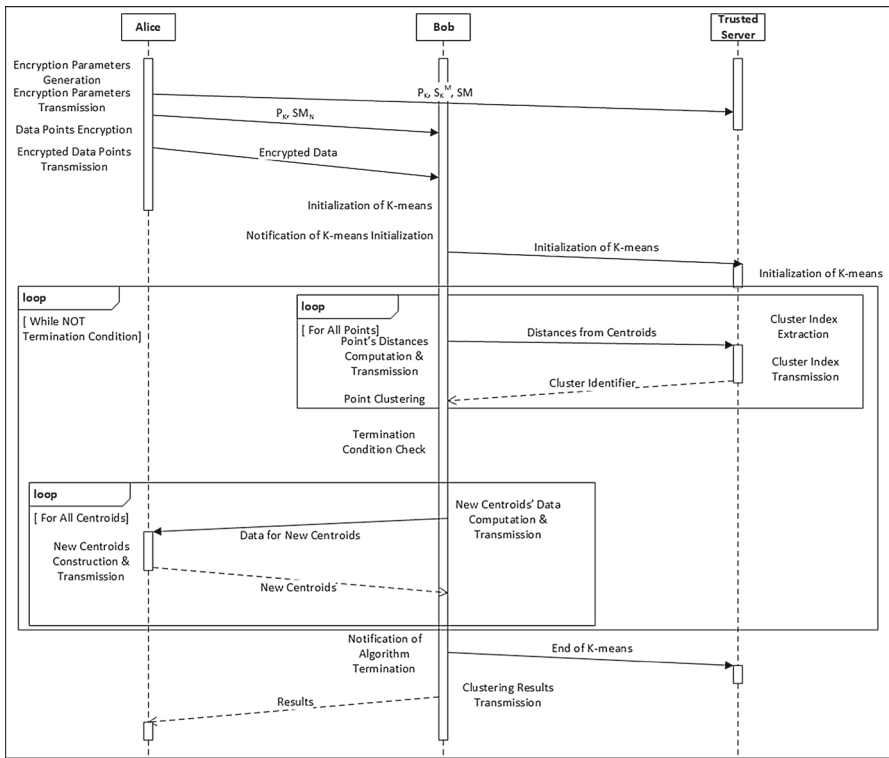 Alice
Bob
Trusted
Server
Encryption Parameters
Generation
Encryption Parameters
Transmission
P_K, S_K^M, SM
P_K, SM_N
Data Points Encryption
Encrypted Data Points
Transmission
Encrypted Data
Initialization of K-means
Notification of K-means Initialization
Initialization of K-means
Initialization of K-means
loop
[ While NOT
Termination Condition]
loop
[ For All Points]
Point's Distances
Computation &
Transmission
Distances from Centroids
Cluster Index
Extraction
Cluster Index
Transmission
Cluster Identifier
Point Clustering
Termination
Condition Check
loop
[ For All Centroids]
New Centroids' Data
Computation &
Transmission
Data for New Centroids
New Centroids
Construction &
Transmission
New Centroids
Notification of
Algorithm
Termination
End of K-means
Clustering Results
Transmission
Results